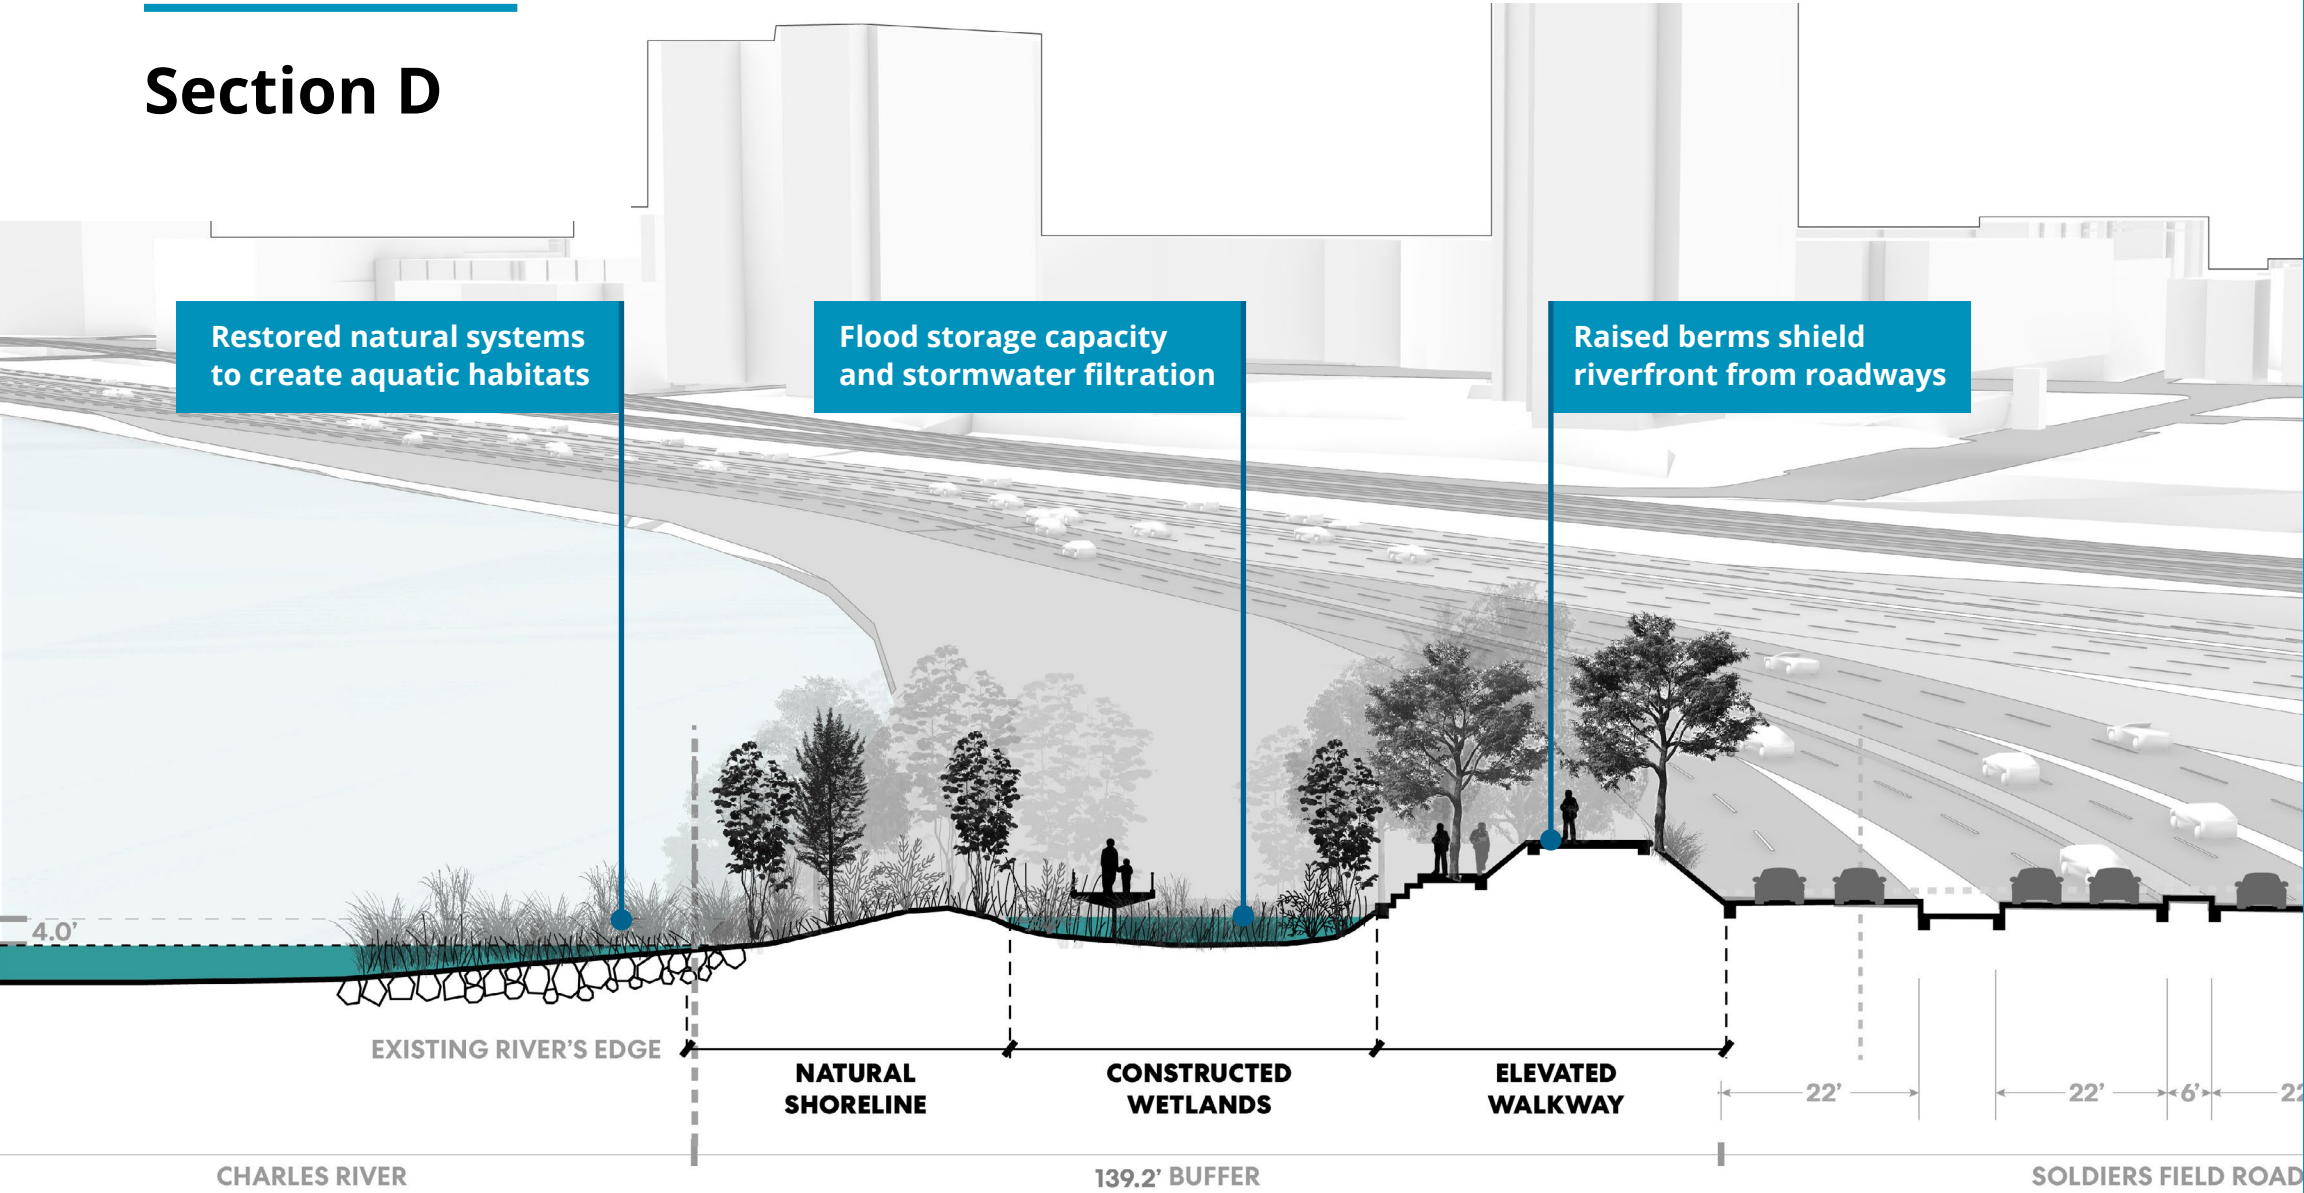 Section D
Restored natural systems
to create aquatic habitats
Flood storage capacity
and stormwater filtration
Raised berms shield
riverfront from roadways
4.0’
EXISTING RIVER’S EDGE
NATURAL
SHORELINE
CONSTRUCTED
WETLANDS
ELEVATED
WALKWAY
22’
22’
6’
CHARLES RIVER
139.2’ BUFFER
SOLDIERS FIELD ROAD